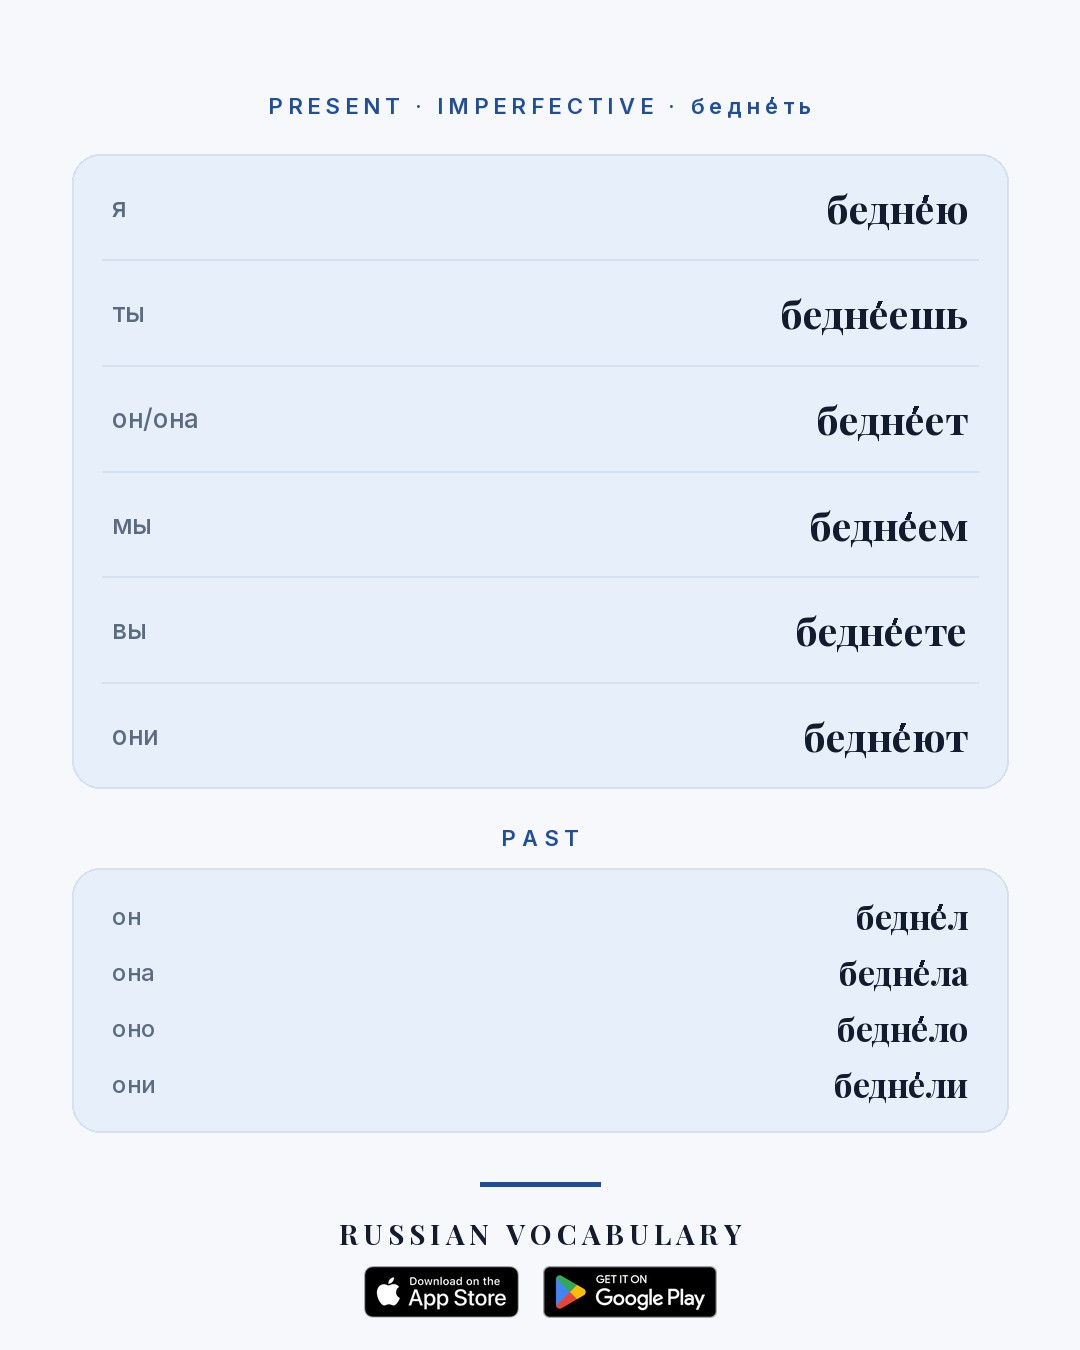 PRESENT · IMPERFECTIVE · бедне́ть
я бедне́ю
ты бедне́ешь
он/она бедне́ет
мы бедне́ем
вы бедне́ете
они бедне́ют
PAST
он бедне́л
она бедне́ла
оно бедне́ло
они бедне́ли
RUSSIAN VOCABULARY
Download on the App Store
GET IT ON Google Play